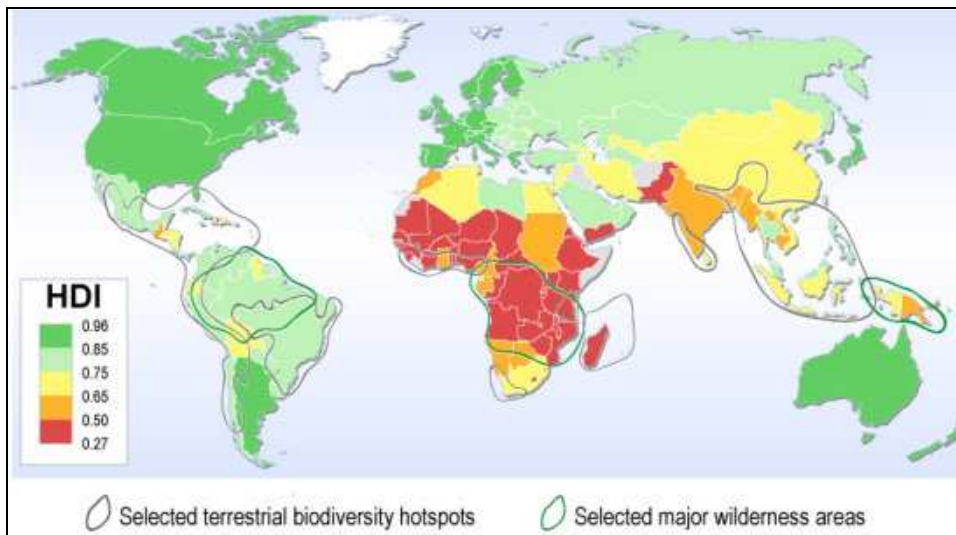 HDI
0.96
0.85
0.75
0.65
0.50
0.27
Selected terrestrial biodiversity hotspots
Selected major wilderness areas